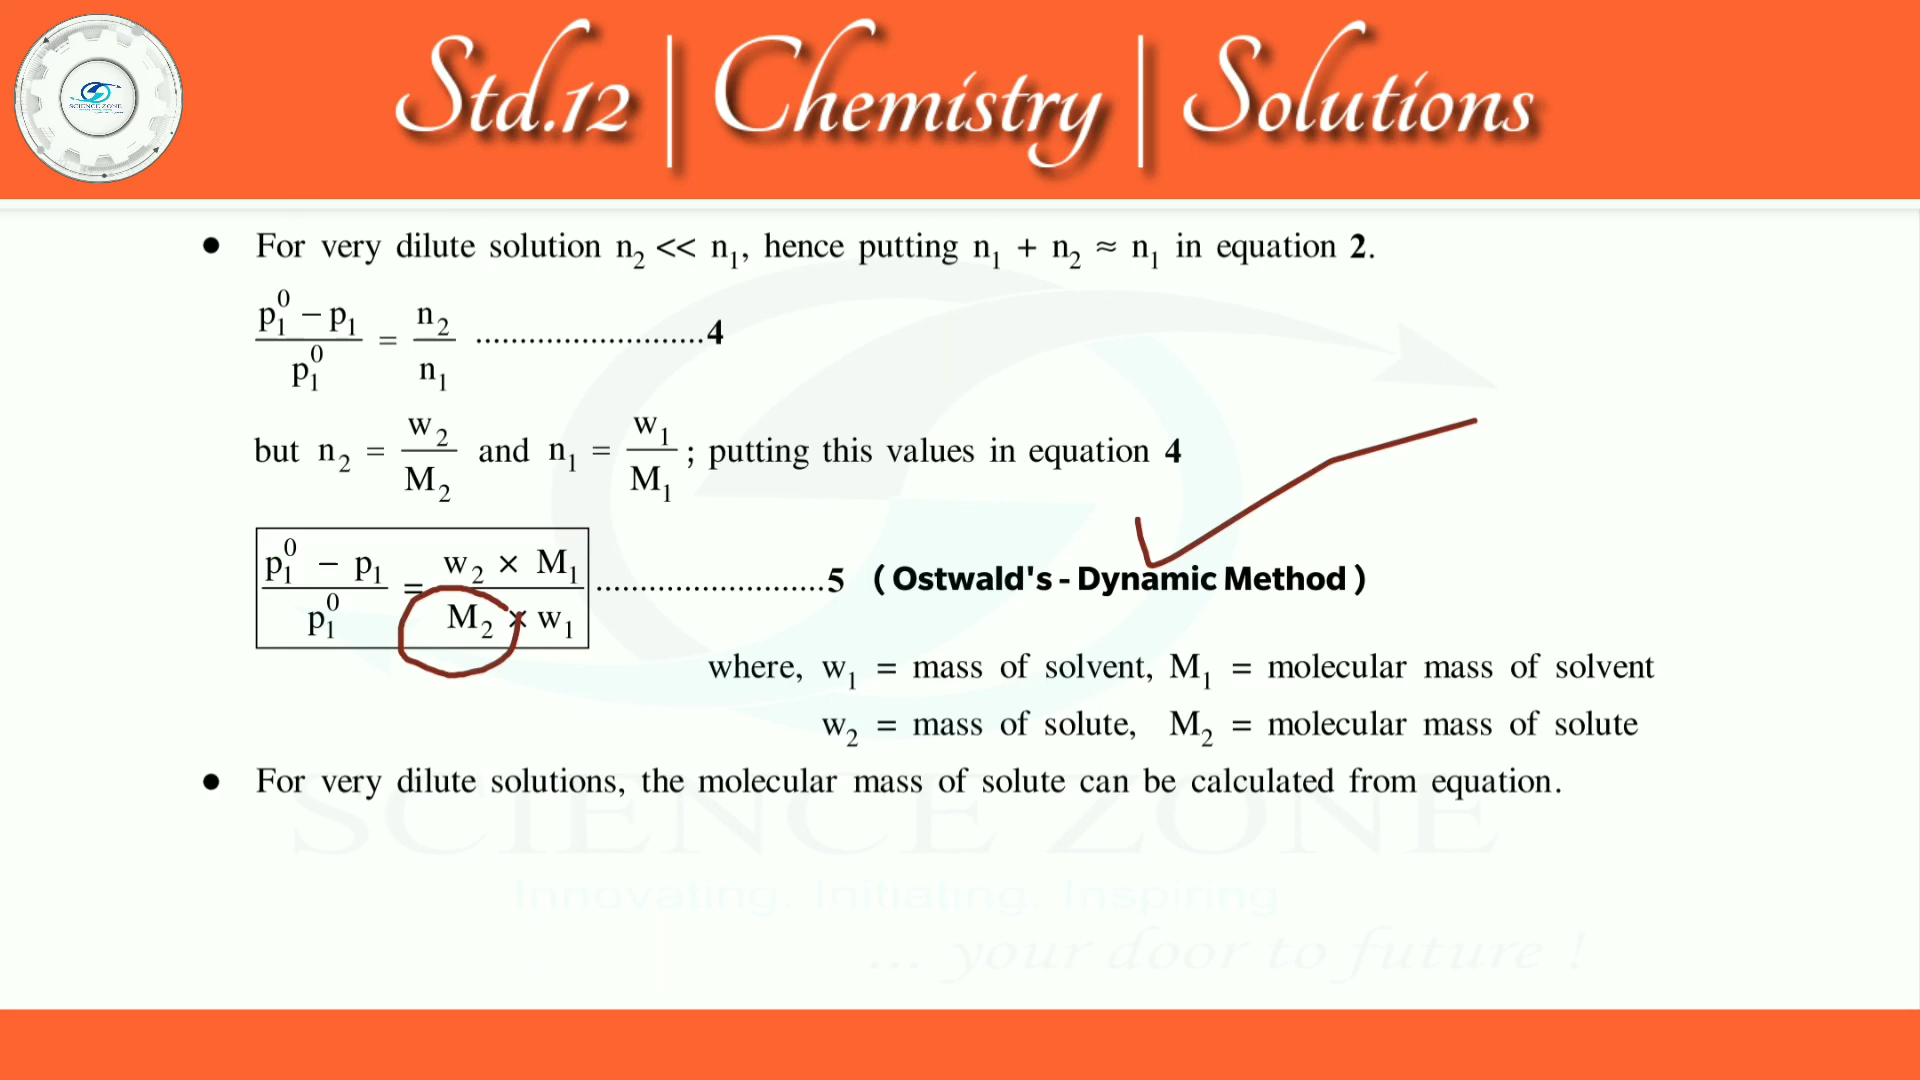 SCIENCE ZONE
Std.12 | Chemistry | Solutions
● For very dilute solution n₂ << n₁, hence putting n₁ + n₂ ≈ n₁ in equation 2.
(p₁⁰ − p₁) / p₁⁰ = n₂ / n₁ ..........................4
but n₂ = w₂ / M₂ and n₁ = w₁ / M₁ ; putting this values in equation 4
(p₁⁰ − p₁) / p₁⁰ = (w₂ × M₁) / (M₂ × w₁) ..........................5 ( Ostwald's - Dynamic Method )
where, w₁ = mass of solvent, M₁ = molecular mass of solvent
w₂ = mass of solute, M₂ = molecular mass of solute
● For very dilute solutions, the molecular mass of solute can be calculated from equation.
SCIENCE ZONE
Innovating. Initiating. Inspiring
... your door to future !